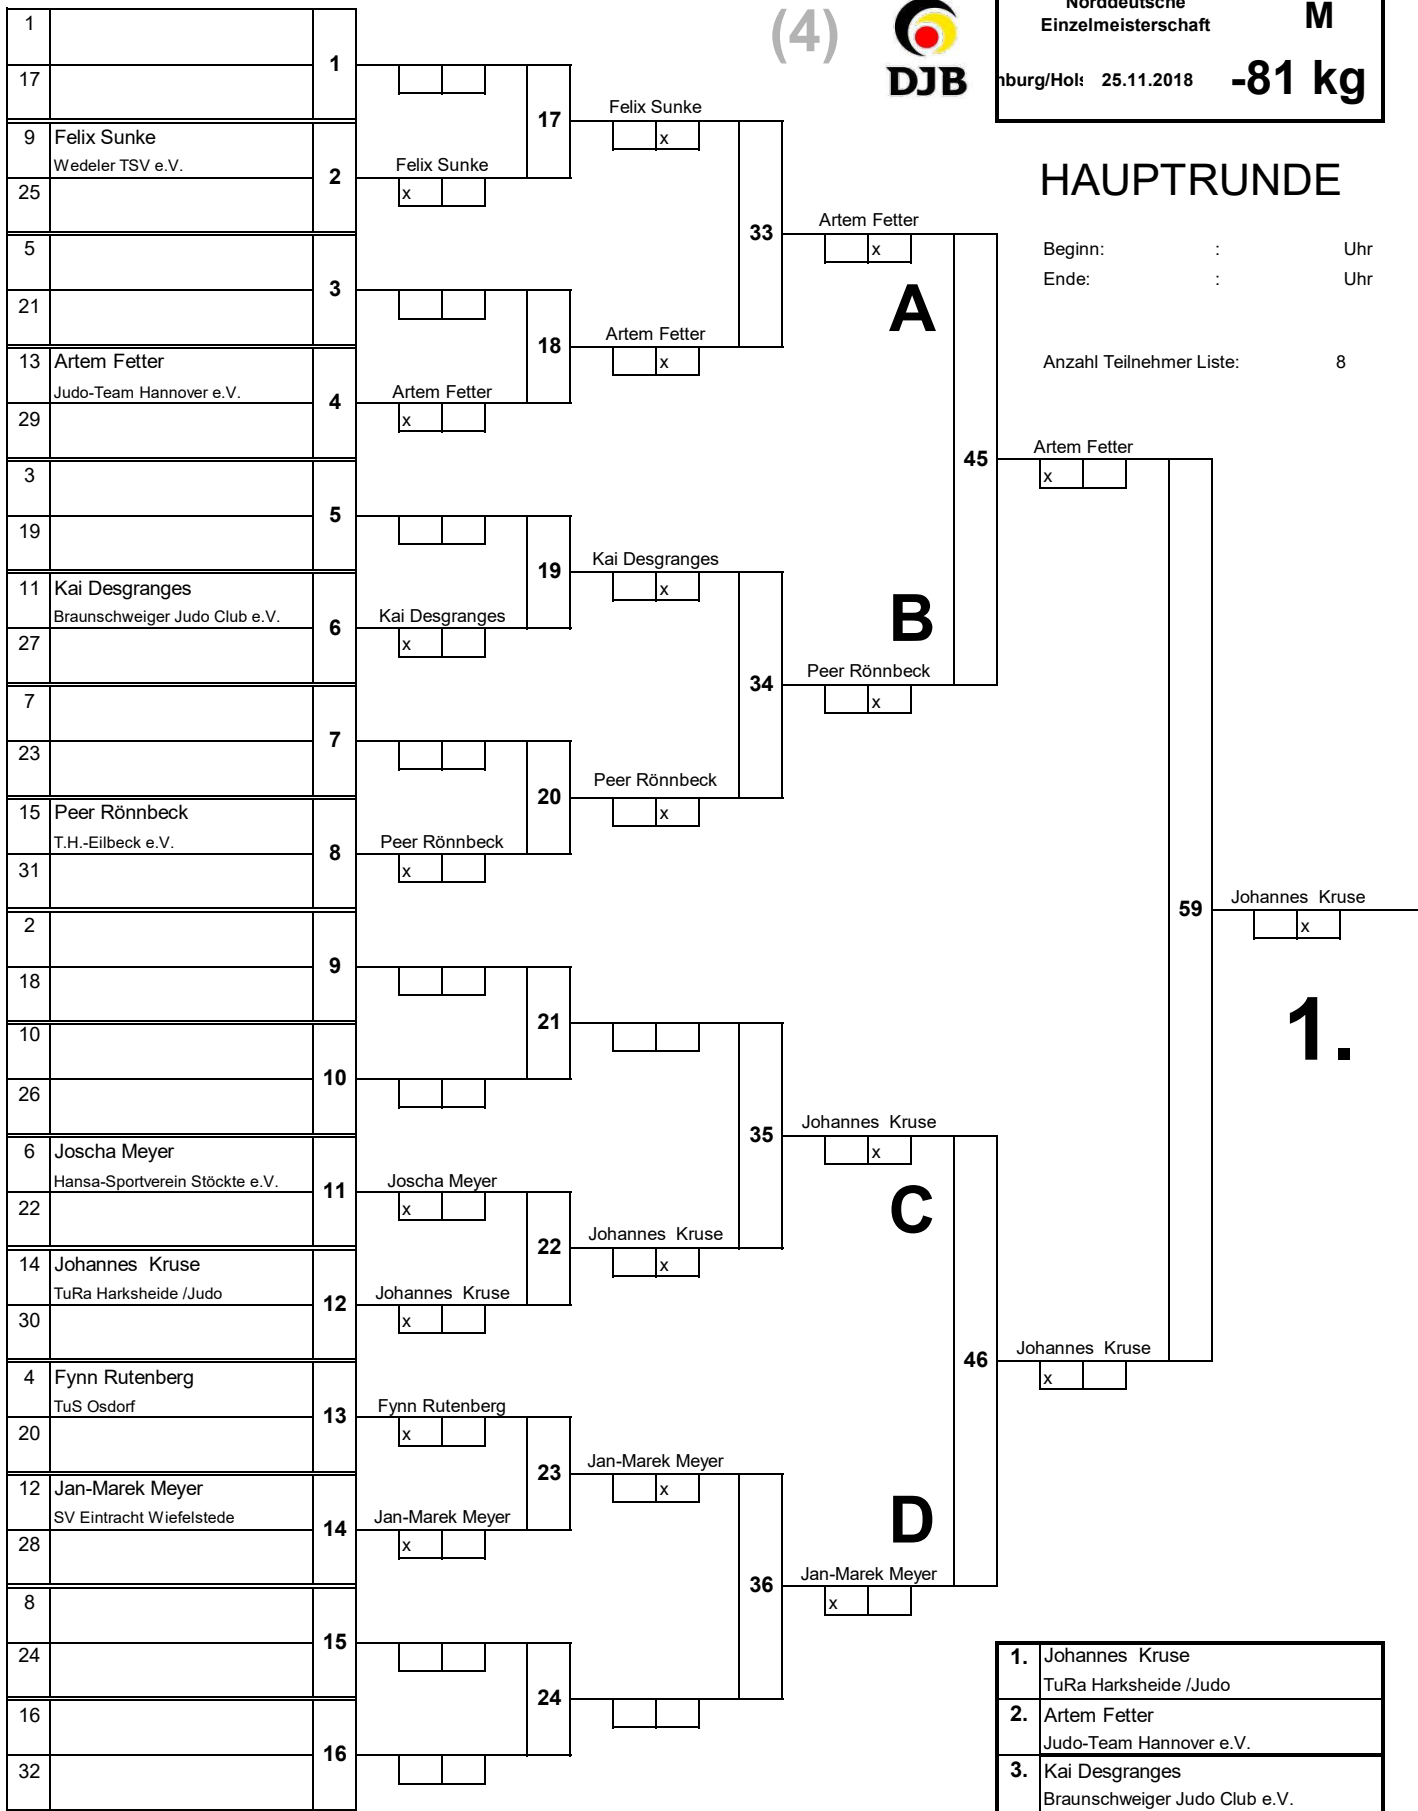 (4)
DJB
Norddeutsche
Einzelmeisterschaft
M
25.11.2018
-81 kg
HAUPTRUNDE
Beginn: : Uhr
Ende: : Uhr
Anzahl Teilnehmer Liste: 8
1
17
1
9 Felix Sunke
Wedeler TSV e.V.
25
2
5
21
3
13 Artem Fetter
Judo-Team Hannover e.V.
29
4
3
19
5
11 Kai Desgranges
Braunschweiger Judo Club e.V.
27
6
7
23
7
15 Peer Rönnbeck
T.H.-Eilbeck e.V.
31
8
2
18
9
10
26
10
6 Joscha Meyer
Hansa-Sportverein Stöckte e.V.
22
11
14 Johannes Kruse
TuRa Harksheide /Judo
30
12
4 Fynn Rutenberg
TuS Osdorf
20
13
12 Jan-Marek Meyer
SV Eintracht Wiefelstede
28
14
8
24
15
16
32
16
Felix Sunke
x
17
Artem Fetter
x
18
Kai Desgranges
x
19
Peer Rönnbeck
x
20
21
Joscha Meyer
x
22
Johannes Kruse
x
Fynn Rutenberg
x
23
Jan-Marek Meyer
x
24
Felix Sunke
x
33
Artem Fetter
x
Kai Desgranges
x
34
Peer Rönnbeck
x
35
Johannes Kruse
x
Jan-Marek Meyer
x
36
Artem Fetter
x
A
45
B
Peer Rönnbeck
x
Johannes Kruse
x
C
46
D
Jan-Marek Meyer
x
Artem Fetter
x
59
Johannes Kruse
x
Johannes Kruse
x
1.
1. Johannes Kruse
TuRa Harksheide /Judo
2. Artem Fetter
Judo-Team Hannover e.V.
3. Kai Desgranges
Braunschweiger Judo Club e.V.